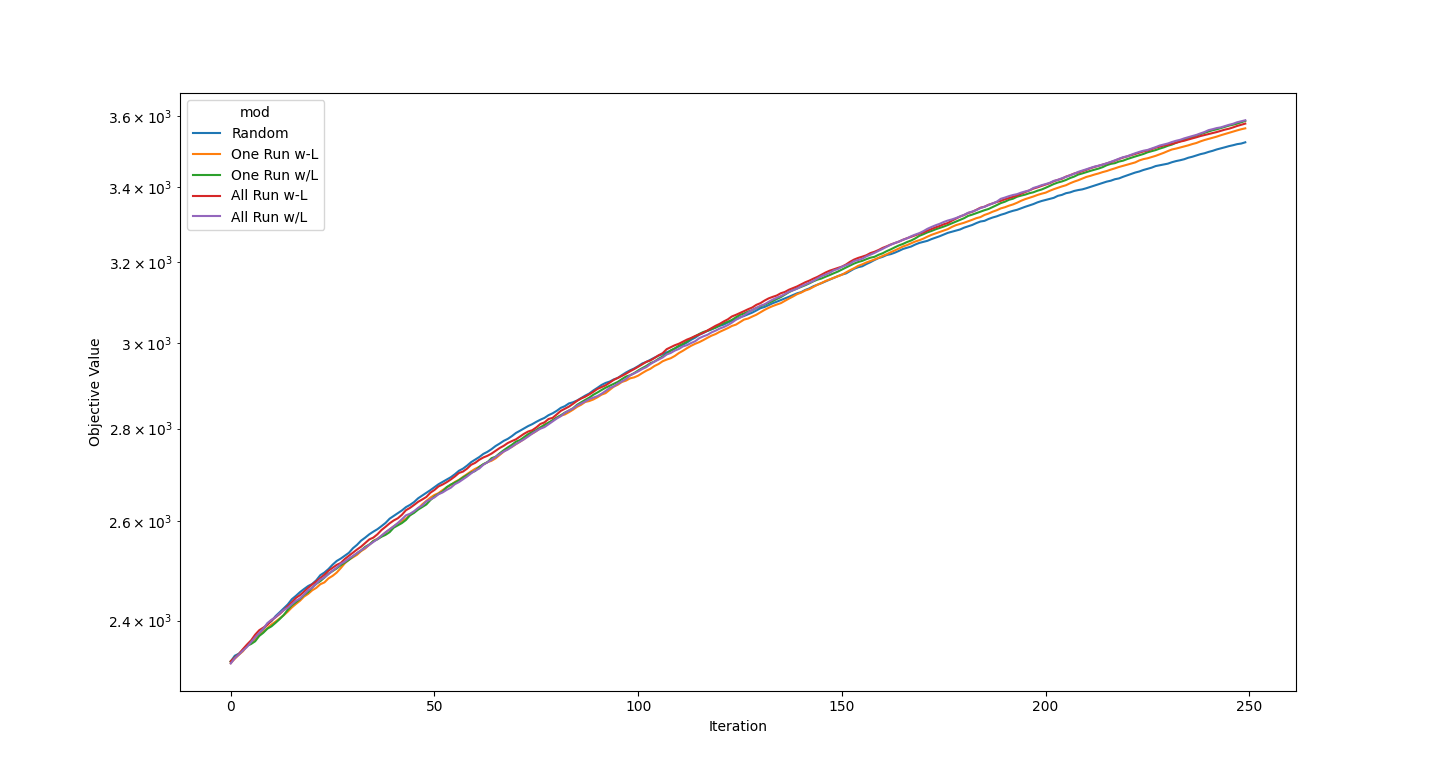 mod
Random
One Run w-L
One Run w/L
All Run w-L
All Run w/L
3.6 × 10³
3.4 × 10³
3.2 × 10³
3 × 10³
2.8 × 10³
2.6 × 10³
2.4 × 10³
Objective Value
0 50 100 150 200 250
Iteration